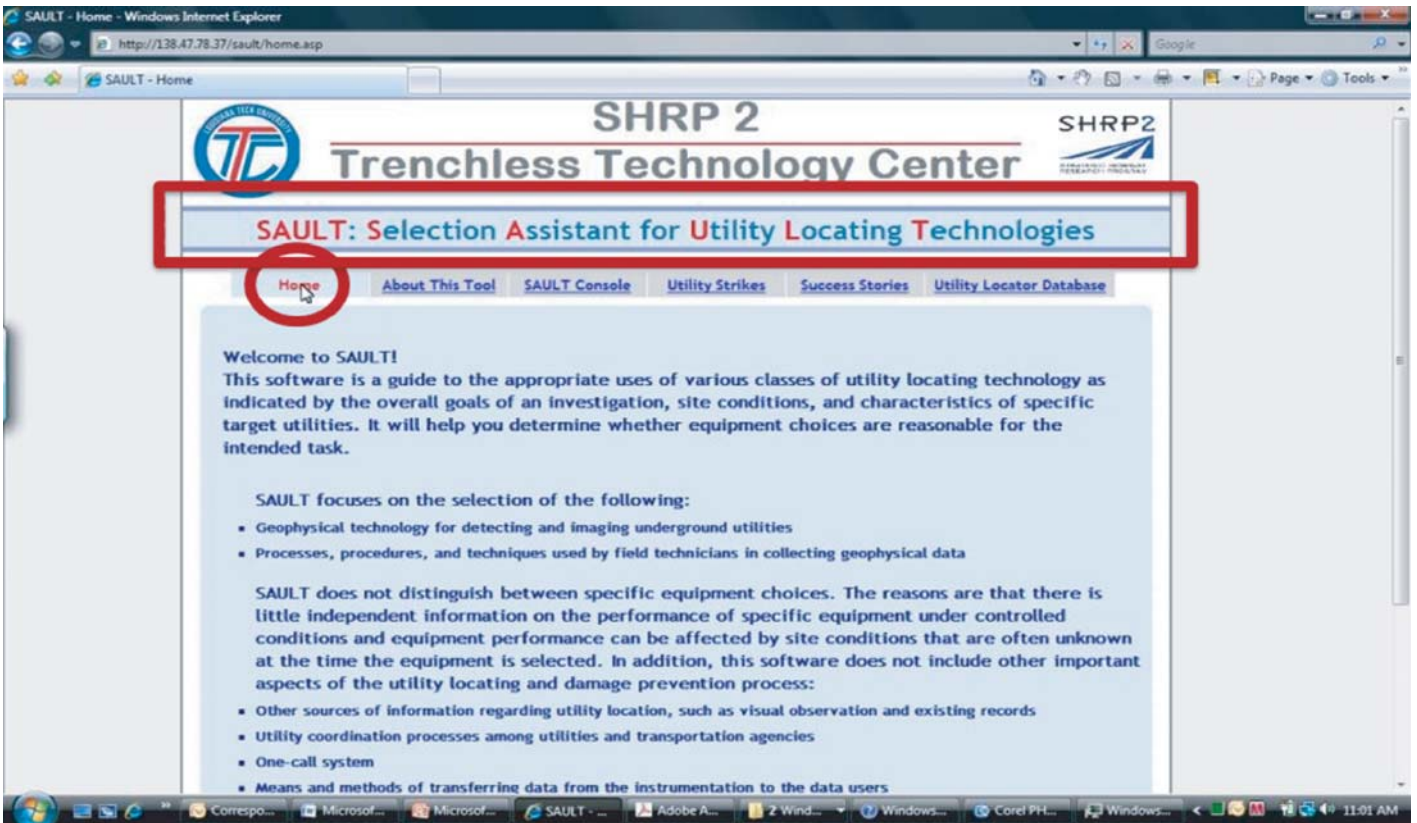 SAULT - Home - Windows Internet Explorer
http://138.47.78.37/sault/home.asp
Google
SAULT - Home
Page
Tools
LOUISIANA TECH UNIVERSITY
TTC
SHRP 2
Trenchless Technology Center
SHRP2
STRATEGIC HIGHWAY
RESEARCH PROGRAM
SAULT: Selection Assistant for Utility Locating Technologies
Home About This Tool SAULT Console Utility Strikes Success Stories Utility Locator Database
Welcome to SAULT!
This software is a guide to the appropriate uses of various classes of utility locating technology as
indicated by the overall goals of an investigation, site conditions, and characteristics of specific
target utilities. It will help you determine whether equipment choices are reasonable for the
intended task.
SAULT focuses on the selection of the following:
▪ Geophysical technology for detecting and imaging underground utilities
▪ Processes, procedures, and techniques used by field technicians in collecting geophysical data
SAULT does not distinguish between specific equipment choices. The reasons are that there is
little independent information on the performance of specific equipment under controlled
conditions and equipment performance can be affected by site conditions that are often unknown
at the time the equipment is selected. In addition, this software does not include other important
aspects of the utility locating and damage prevention process:
▪ Other sources of information regarding utility location, such as visual observation and existing records
▪ Utility coordination processes among utilities and transportation agencies
▪ One-call system
▪ Means and methods of transferring data from the instrumentation to the data users
Correspo... Microsof... Microsof... SAULT - ... Adobe A... 2 Wind... Windows... Corel PH... Windows... 11:01 AM